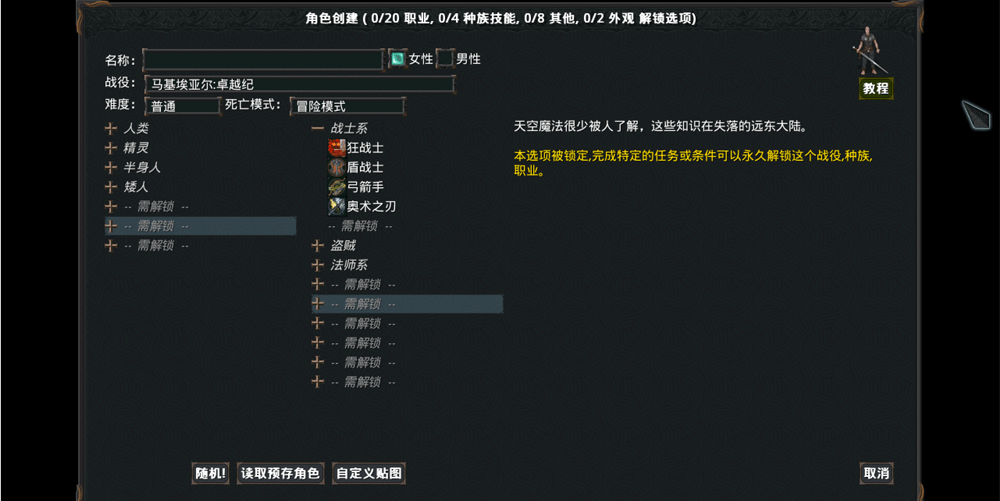 角色创建 ( 0/20 职业, 0/4 种族技能, 0/8 其他, 0/2 外观 解锁选项)
名称: 女性 男性
战役: 马基埃亚尔:卓越纪
难度: 普通 死亡模式: 冒险模式
教程
人类
精灵
半身人
矮人
-- 需解锁 --
-- 需解锁 --
-- 需解锁 --
战士系
狂战士
盾战士
弓箭手
奥术之刃
-- 需解锁 --
盗贼
法师系
-- 需解锁 --
-- 需解锁 --
-- 需解锁 --
-- 需解锁 --
-- 需解锁 --
-- 需解锁 --
天空魔法很少被人了解，这些知识在失落的远东大陆。
本选项被锁定,完成特定的任务或条件可以永久解锁这个战役,种族,
职业。
随机! 读取预存角色 自定义贴图 取消